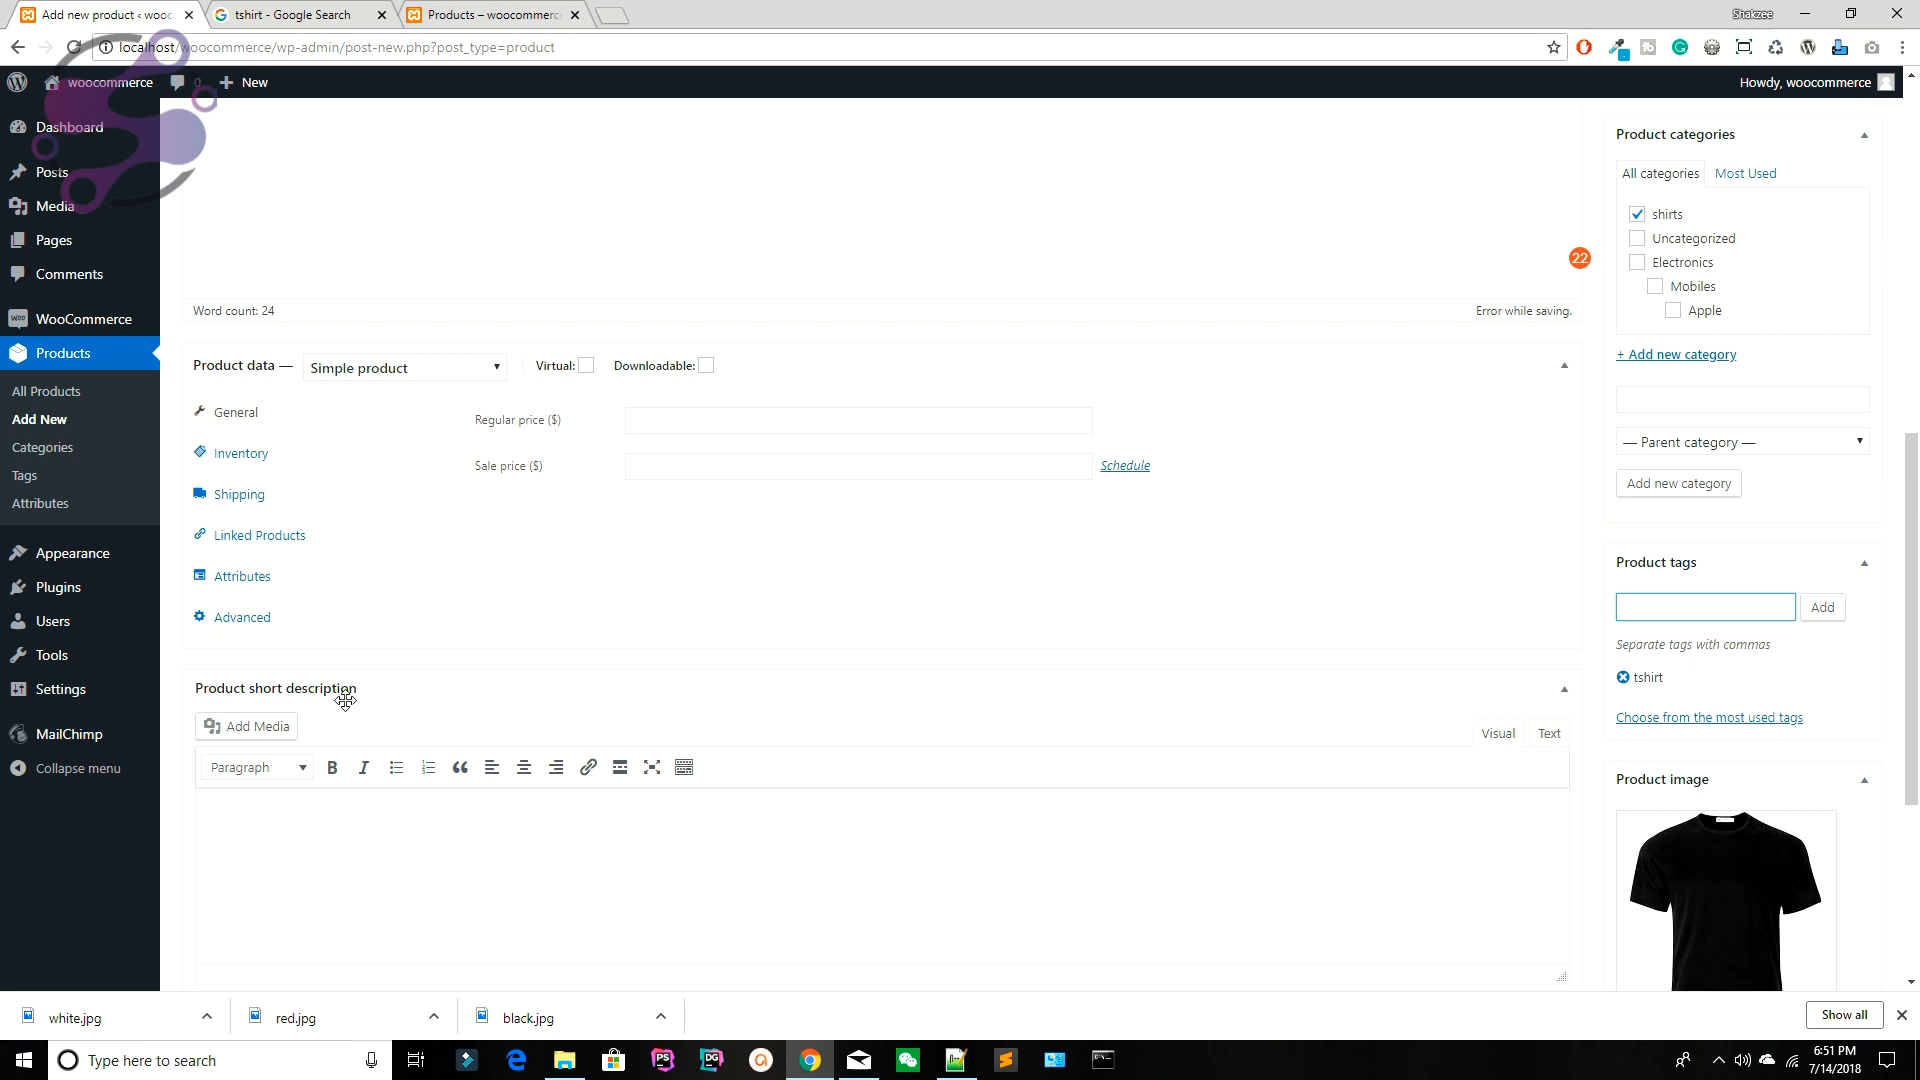 Add new product ‹ wooc
tshirt - Google Search
Products – woocommerc
Shakzee
localhost/woocommerce/wp-admin/post-new.php?post_type=product
woocommerce
0
New
Howdy, woocommerce
Dashboard
Posts
Media
Pages
Comments
WooCommerce
Products
All Products
Add New
Categories
Tags
Attributes
Appearance
Plugins
Users
Tools
Settings
MailChimp
Collapse menu
22
Word count: 24
Error while saving.
Product data —
Simple product
Virtual:
Downloadable:
General
Inventory
Shipping
Linked Products
Attributes
Advanced
Regular price ($)
Sale price ($)
Schedule
Product short description
Add Media
Visual
Text
Paragraph
Product categories
All categories
Most Used
shirts
Uncategorized
Electronics
Mobiles
Apple
+ Add new category
— Parent category —
Add new category
Product tags
Add
Separate tags with commas
tshirt
Choose from the most used tags
Product image
white.jpg
red.jpg
black.jpg
Show all
Type here to search
6:51 PM
7/14/2018